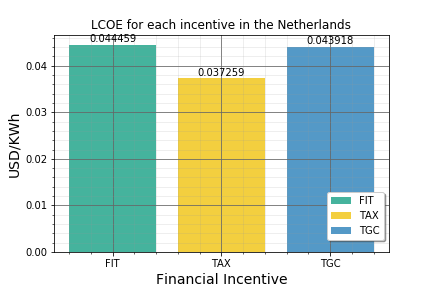 LCOE for each incentive in the Netherlands
0.044459
0.037259
0.043918
0.04
0.03
0.02
0.01
0.00
USD/KWh
FIT
TAX
TGC
FIT
TAX
TGC
Financial Incentive